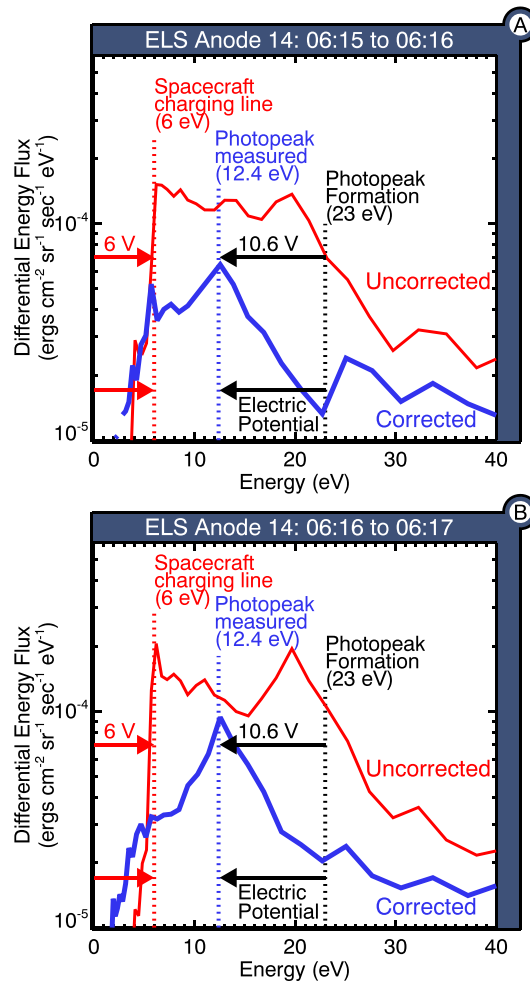 A
ELS Anode 14: 06:15 to 06:16
Spacecraft
charging line
(6 eV)
Photopeak
measured
(12.4 eV)
Photopeak
Formation
(23 eV)
10⁻⁴
6 V
10.6 V
Uncorrected
Differential Energy Flux
(ergs cm⁻² sr⁻¹ sec⁻¹ eV⁻¹)
Electric
Potential
Corrected
10⁻⁵
0 10 20 30 40
Energy (eV)
B
ELS Anode 14: 06:16 to 06:17
Spacecraft
charging line
(6 eV)
Photopeak
measured
(12.4 eV)
Photopeak
Formation
(23 eV)
10⁻⁴
6 V
10.6 V
Uncorrected
Differential Energy Flux
(ergs cm⁻² sr⁻¹ sec⁻¹ eV⁻¹)
Electric
Potential
Corrected
10⁻⁵
0 10 20 30 40
Energy (eV)